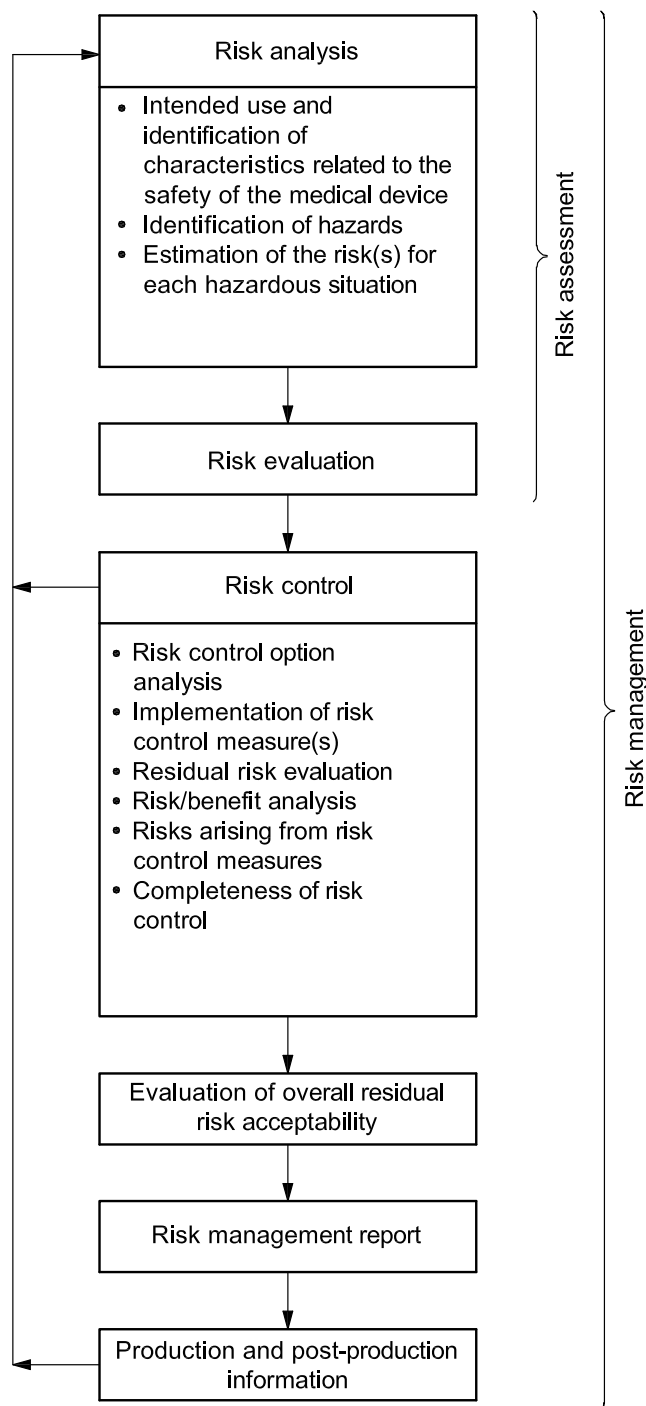 Risk analysis
• Intended use and
identification of
characteristics related to the
safety of the medical device
• Identification of hazards
• Estimation of the risk(s) for
each hazardous situation
Risk evaluation
Risk assessment
Risk control
• Risk control option
analysis
• Implementation of risk
control measure(s)
• Residual risk evaluation
• Risk/benefit analysis
• Risks arising from risk
control measures
• Completeness of risk
control
Evaluation of overall residual
risk acceptability
Risk management report
Production and post-production
information
Risk management